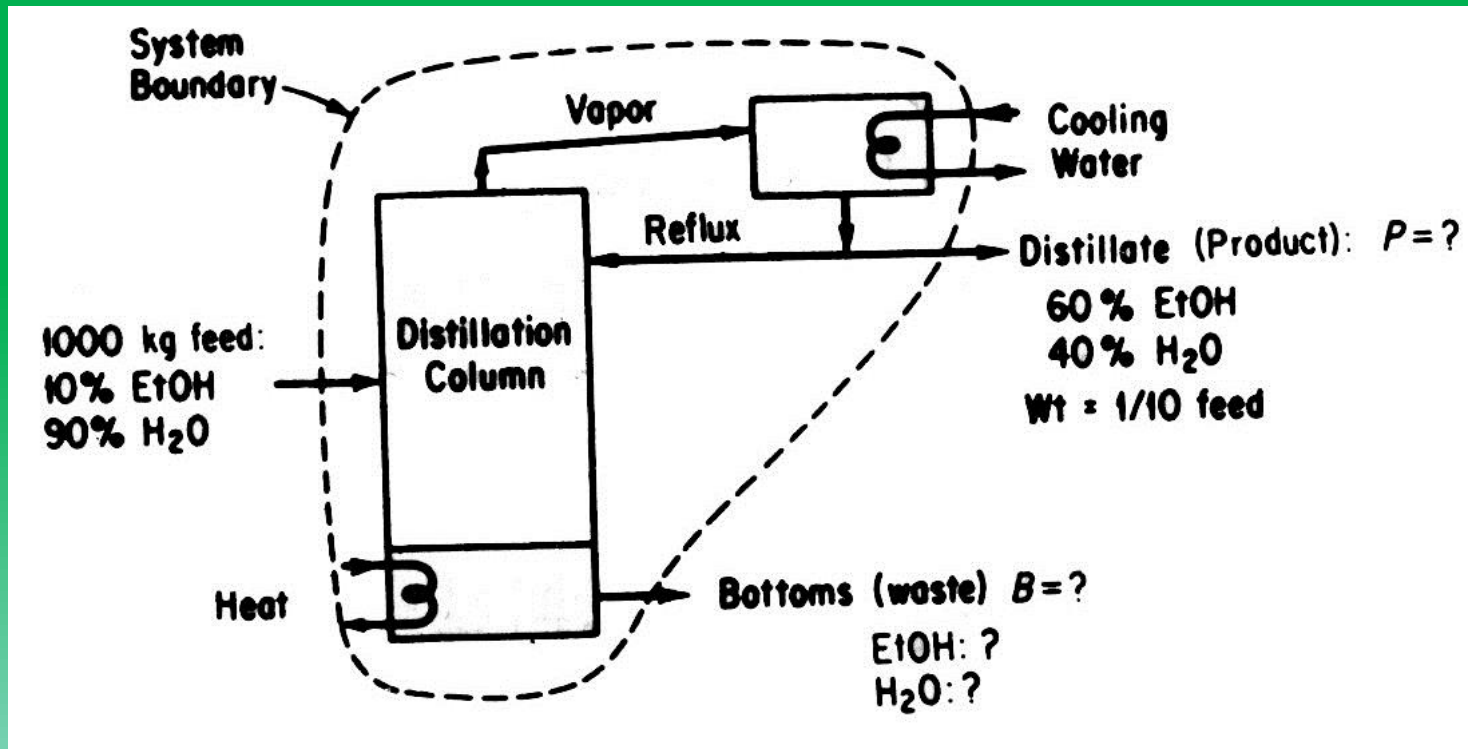 System
Boundary
Vapor
Cooling
Water
Reflux
Distillate (Product): P = ?
60% EtOH
40% H₂O
Wt = 1/10 feed
1000 kg feed:
10% EtOH
90% H₂O
Distillation
Column
Heat
Bottoms (waste) B = ?
EtOH: ?
H₂O: ?